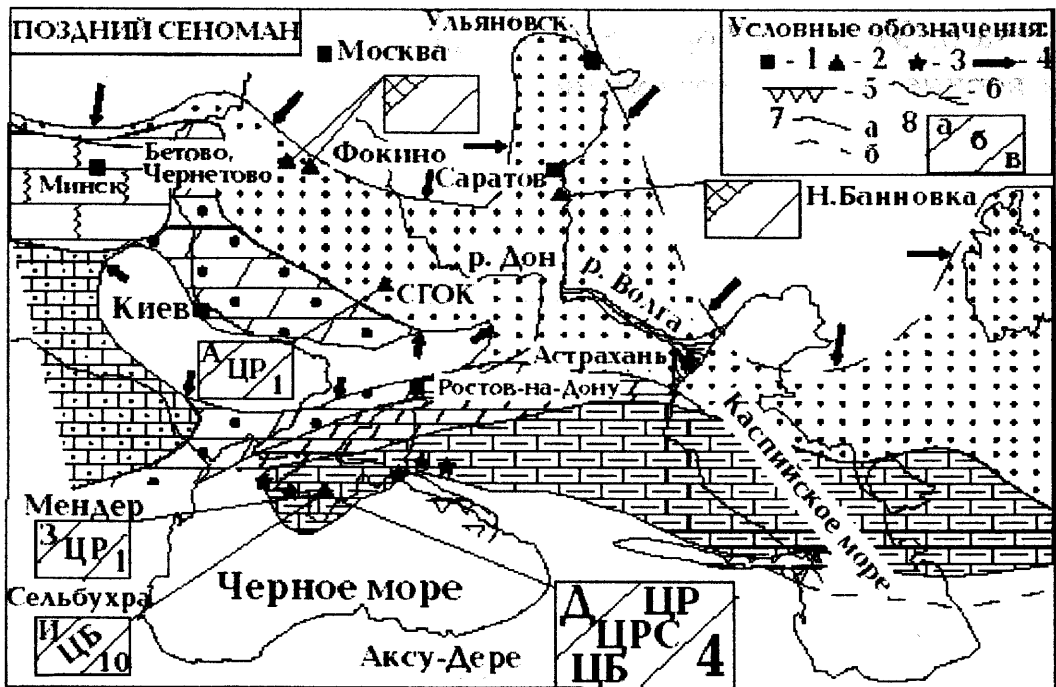 ПОЗДНИЙ СЕНОМАН
Ульяновск
Москва
Условные обозначения:
- 1 - 2 - 3 - 4
- 5 - 6
7 а б 8 а б в
Бетово,
Чернетово
Фокино
Саратов
Минск
Н.Банновка
р. Дон
р. Волга
СГОК
Киев
А ЦР 1
Астрахань
Ростов-на-Дону
Каспийское море
Мендер
З ЦР 1
Сельбухра
И ЦБ 10
Черное море
Аксу-Дере
Д ЦР
ЦРС
ЦБ 4